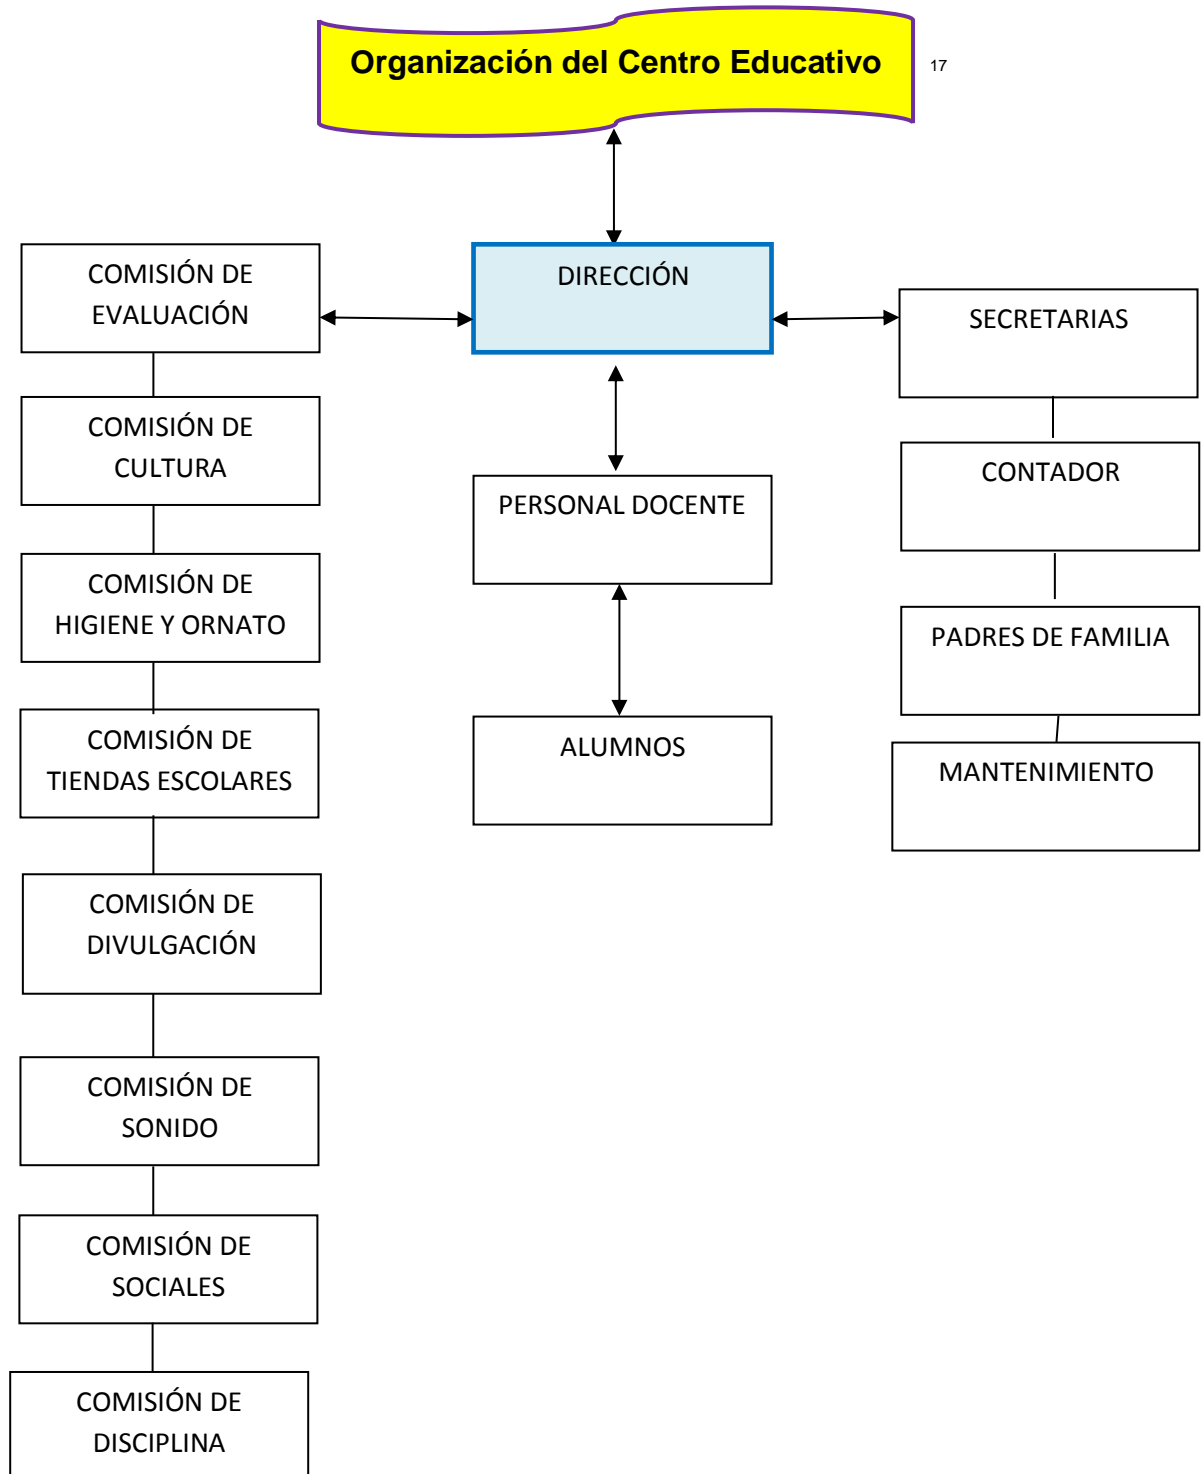 Organización del Centro Educativo
17
DIRECCIÓN
COMISIÓN DE
EVALUACIÓN
COMISIÓN DE
CULTURA
COMISIÓN DE
HIGIENE Y ORNATO
COMISIÓN DE
TIENDAS ESCOLARES
COMISIÓN DE
DIVULGACIÓN
COMISIÓN DE
SONIDO
COMISIÓN DE
SOCIALES
COMISIÓN DE
DISCIPLINA
PERSONAL DOCENTE
ALUMNOS
SECRETARIAS
CONTADOR
PADRES DE FAMILIA
MANTENIMIENTO